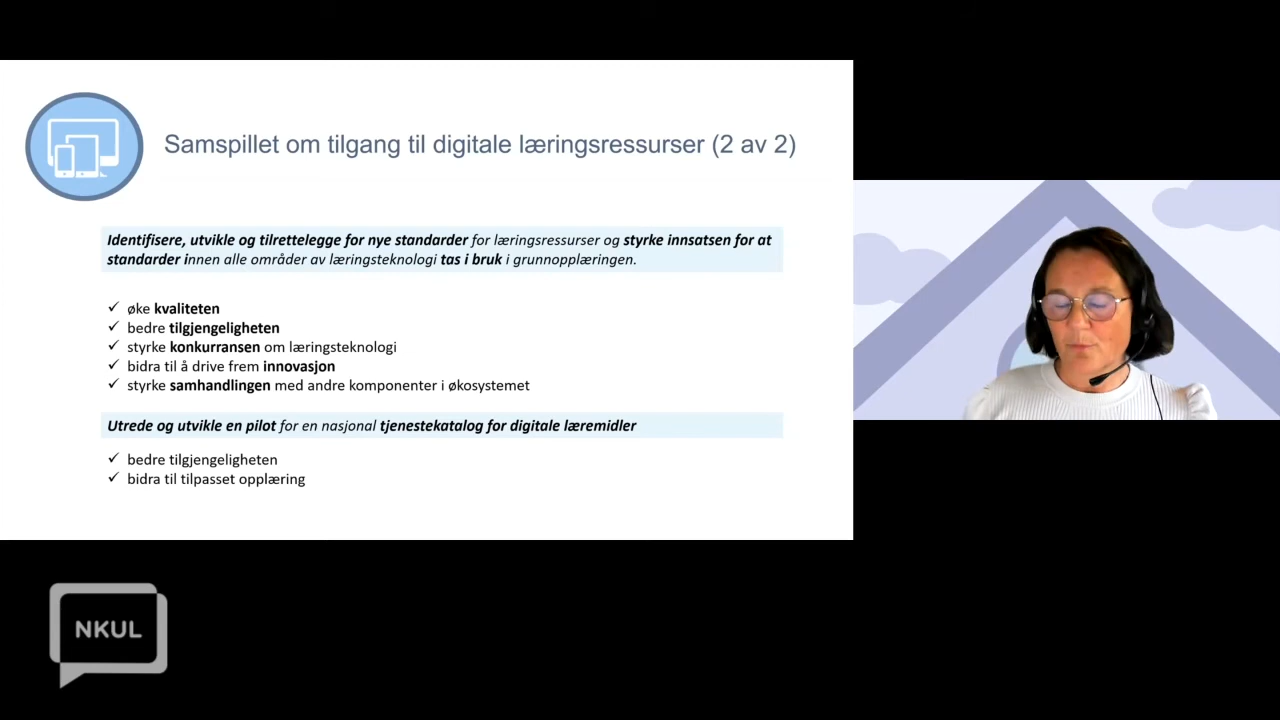 Samspillet om tilgang til digitale læringsressurser (2 av 2)
Identifisere, utvikle og tilrettelegge for nye standarder for læringsressurser og styrke innsatsen for at
standarder innen alle områder av læringsteknologi tas i bruk i grunnopplæringen.
✓ øke kvaliteten
✓ bedre tilgjengeligheten
✓ styrke konkurransen om læringsteknologi
✓ bidra til å drive frem innovasjon
✓ styrke samhandlingen med andre komponenter i økosystemet
Utrede og utvikle en pilot for en nasjonal tjenestekatalog for digitale læremidler
✓ bedre tilgjengeligheten
✓ bidra til tilpasset opplæring
NKUL